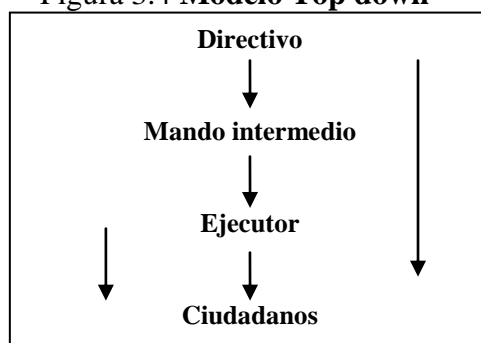 Figura 3.4 Modelo Top down
Directivo
Mando intermedio
Ejecutor
Ciudadanos